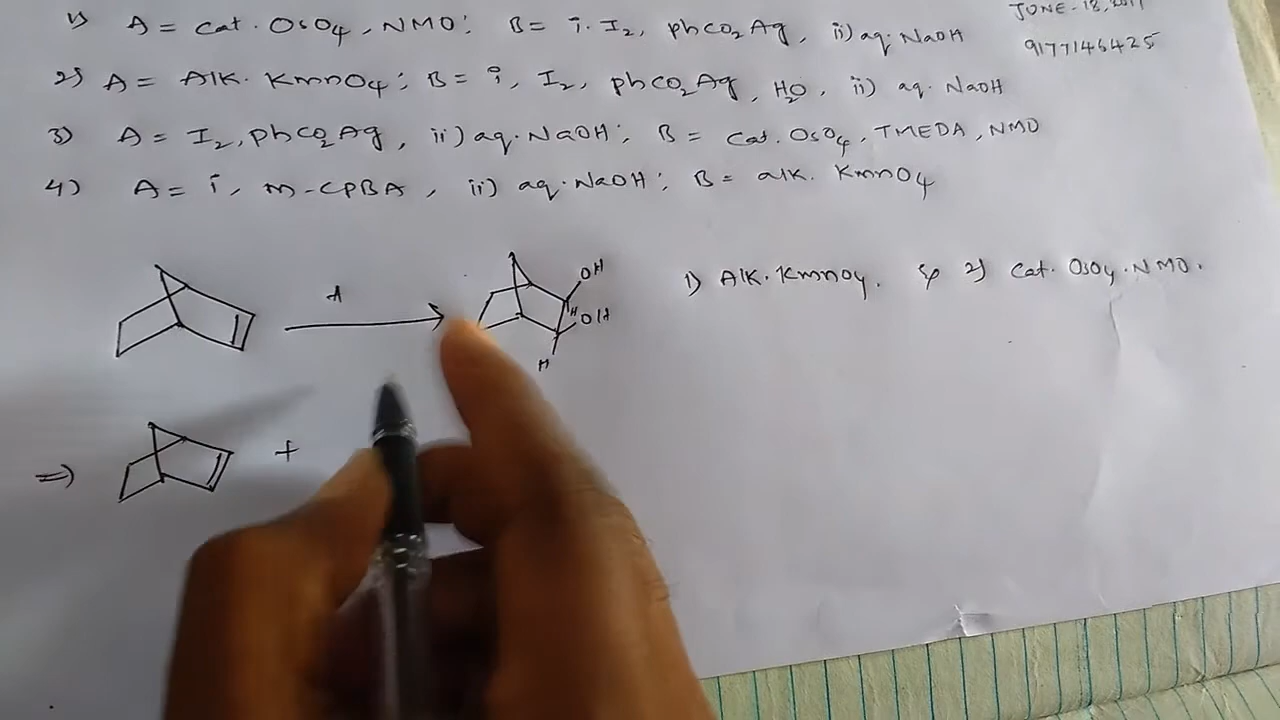 1) A = Cat. OsO4, NMO; B = i. I2, phCO2Ag, ii) aq. NaOH
JUNE-18, 2017
9177146425
2) A = Alk. KmnO4; B = i, I2, phCO2Ag, H2O, ii) aq. NaOH
3) A = I2, phCO2Ag, ii) aq. NaOH; B = Cat. OsO4, TMEDA, NMO
4) A = i, m-CPBA, ii) aq. NaOH; B = alk. KmnO4
A
OH
H
OH
H
1) Alk. KmnO4. 2) Cat. OsO4. NMO.
=> +